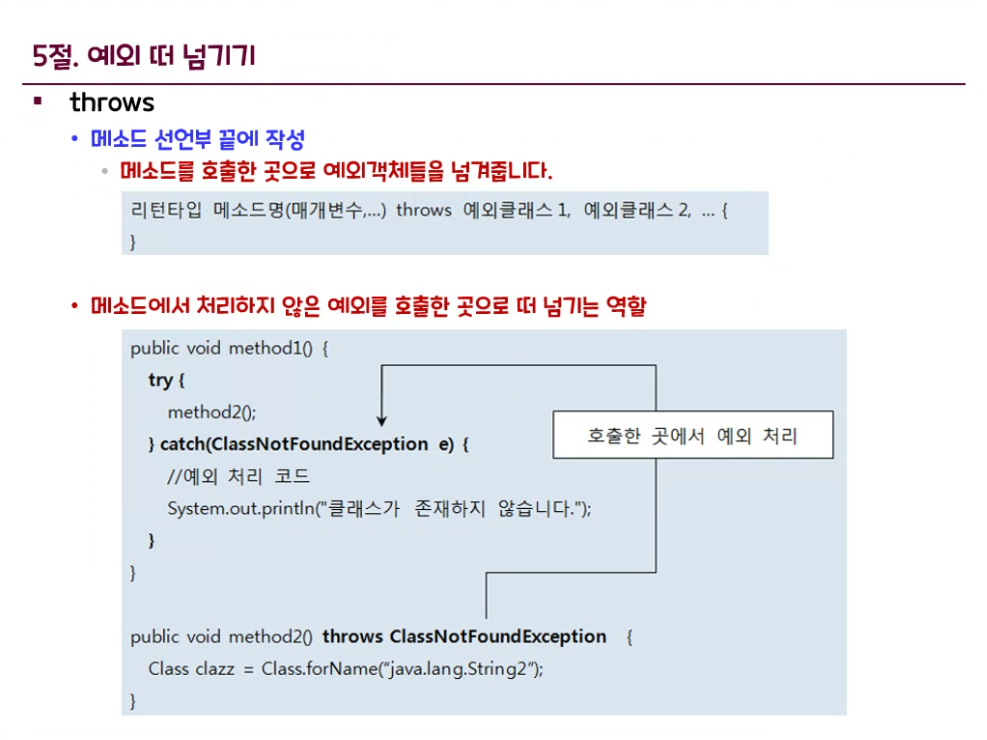 5절. 예외 떠 넘기기
▪ throws
• 메소드 선언부 끝에 작성
• 메소드를 호출한 곳으로 예외객체들을 넘겨줍니다.
리턴타입 메소드명(매개변수,...) throws 예외클래스1, 예외클래스2, ... {
}
• 메소드에서 처리하지 않은 예외를 호출한 곳으로 떠 넘기는 역할
public void method1() {
try {
method2();
} catch(ClassNotFoundException e) {
호출한 곳에서 예외 처리
//예외 처리 코드
System.out.println("클래스가 존재하지 않습니다.");
}
}
public void method2() throws ClassNotFoundException {
Class clazz = Class.forName("java.lang.String2");
}